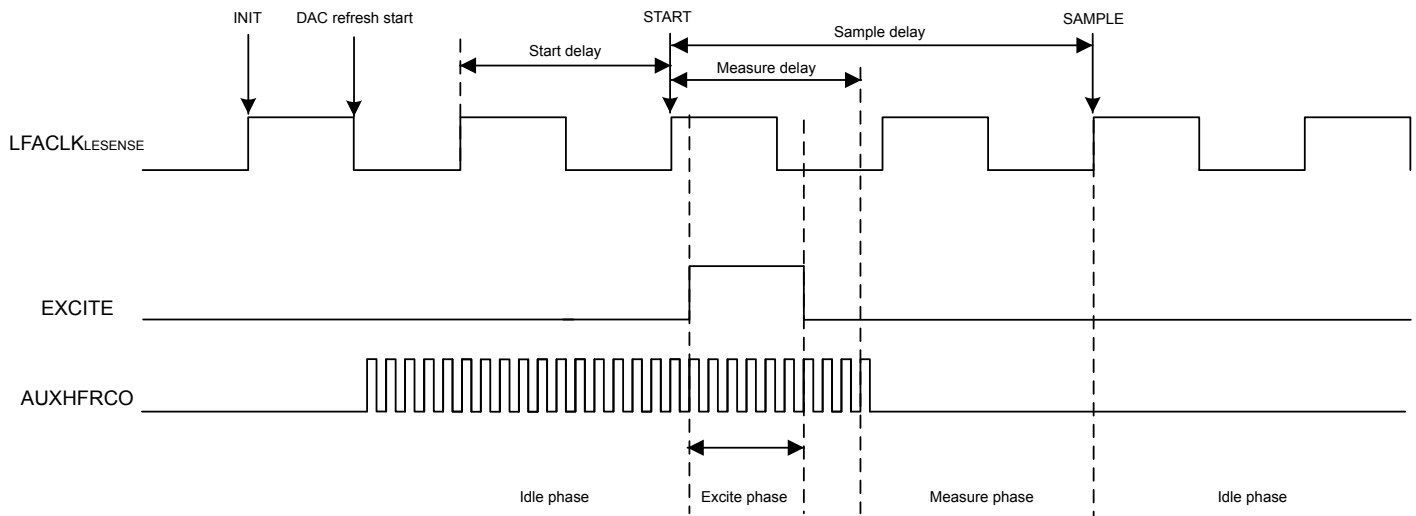 INIT
DAC refresh start
START
SAMPLE
Sample delay
Start delay
Measure delay
LFACLKLESENSE
EXCITE
AUXHFRCO
Idle phase
Excite phase
Measure phase
Idle phase